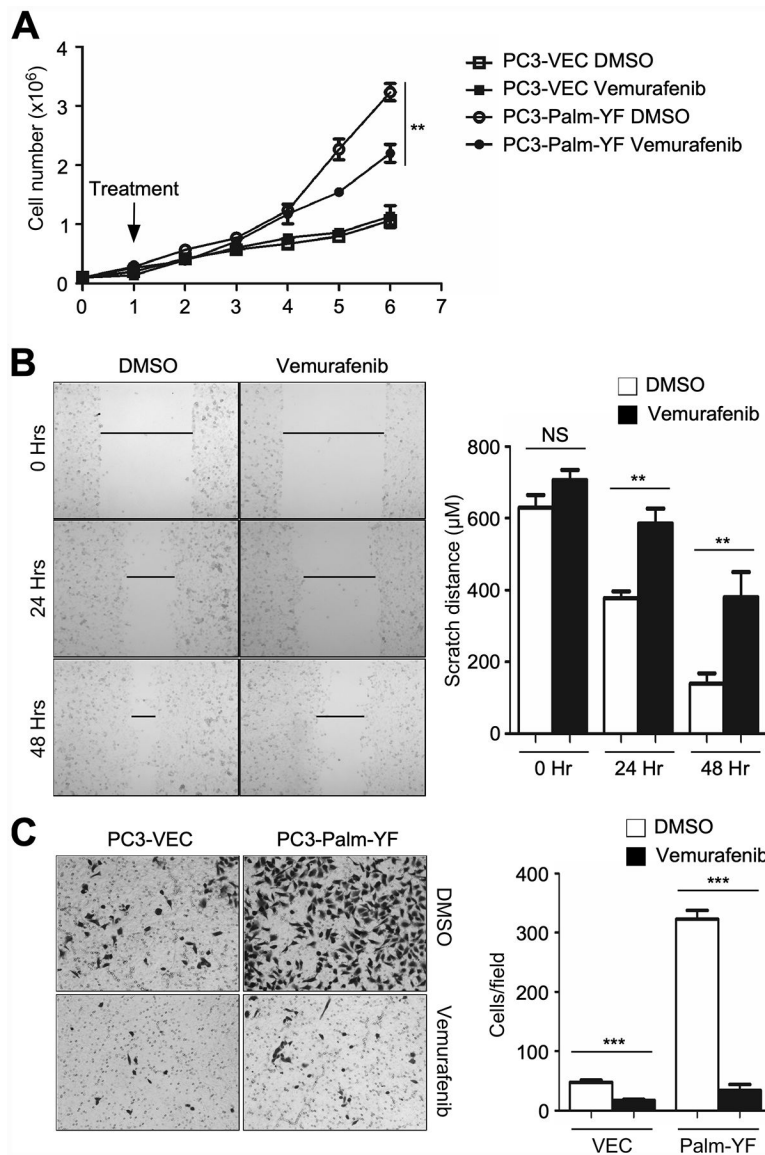 A
Cell number (x10⁶)
4
3
2
1
0
Treatment
**
0 1 2 3 4 5 6 7
PC3-VEC DMSO
PC3-VEC Vemurafenib
PC3-Palm-YF DMSO
PC3-Palm-YF Vemurafenib
B
DMSO Vemurafenib
0 Hrs
24 Hrs
48 Hrs
DMSO
Vemurafenib
Scratch distance (µM)
800
600
400
200
0
NS
**
**
0 Hr 24 Hr 48 Hr
C
PC3-VEC PC3-Palm-YF
DMSO
Vemurafenib
DMSO
Vemurafenib
Cells/field
400
300
200
100
0
***
***
VEC Palm-YF